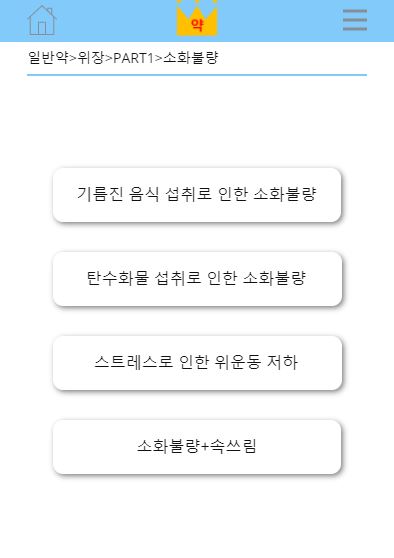 약
일반약>위장>PART1>소화불량
기름진 음식 섭취로 인한 소화불량
탄수화물 섭취로 인한 소화불량
스트레스로 인한 위운동 저하
소화불량+속쓰림